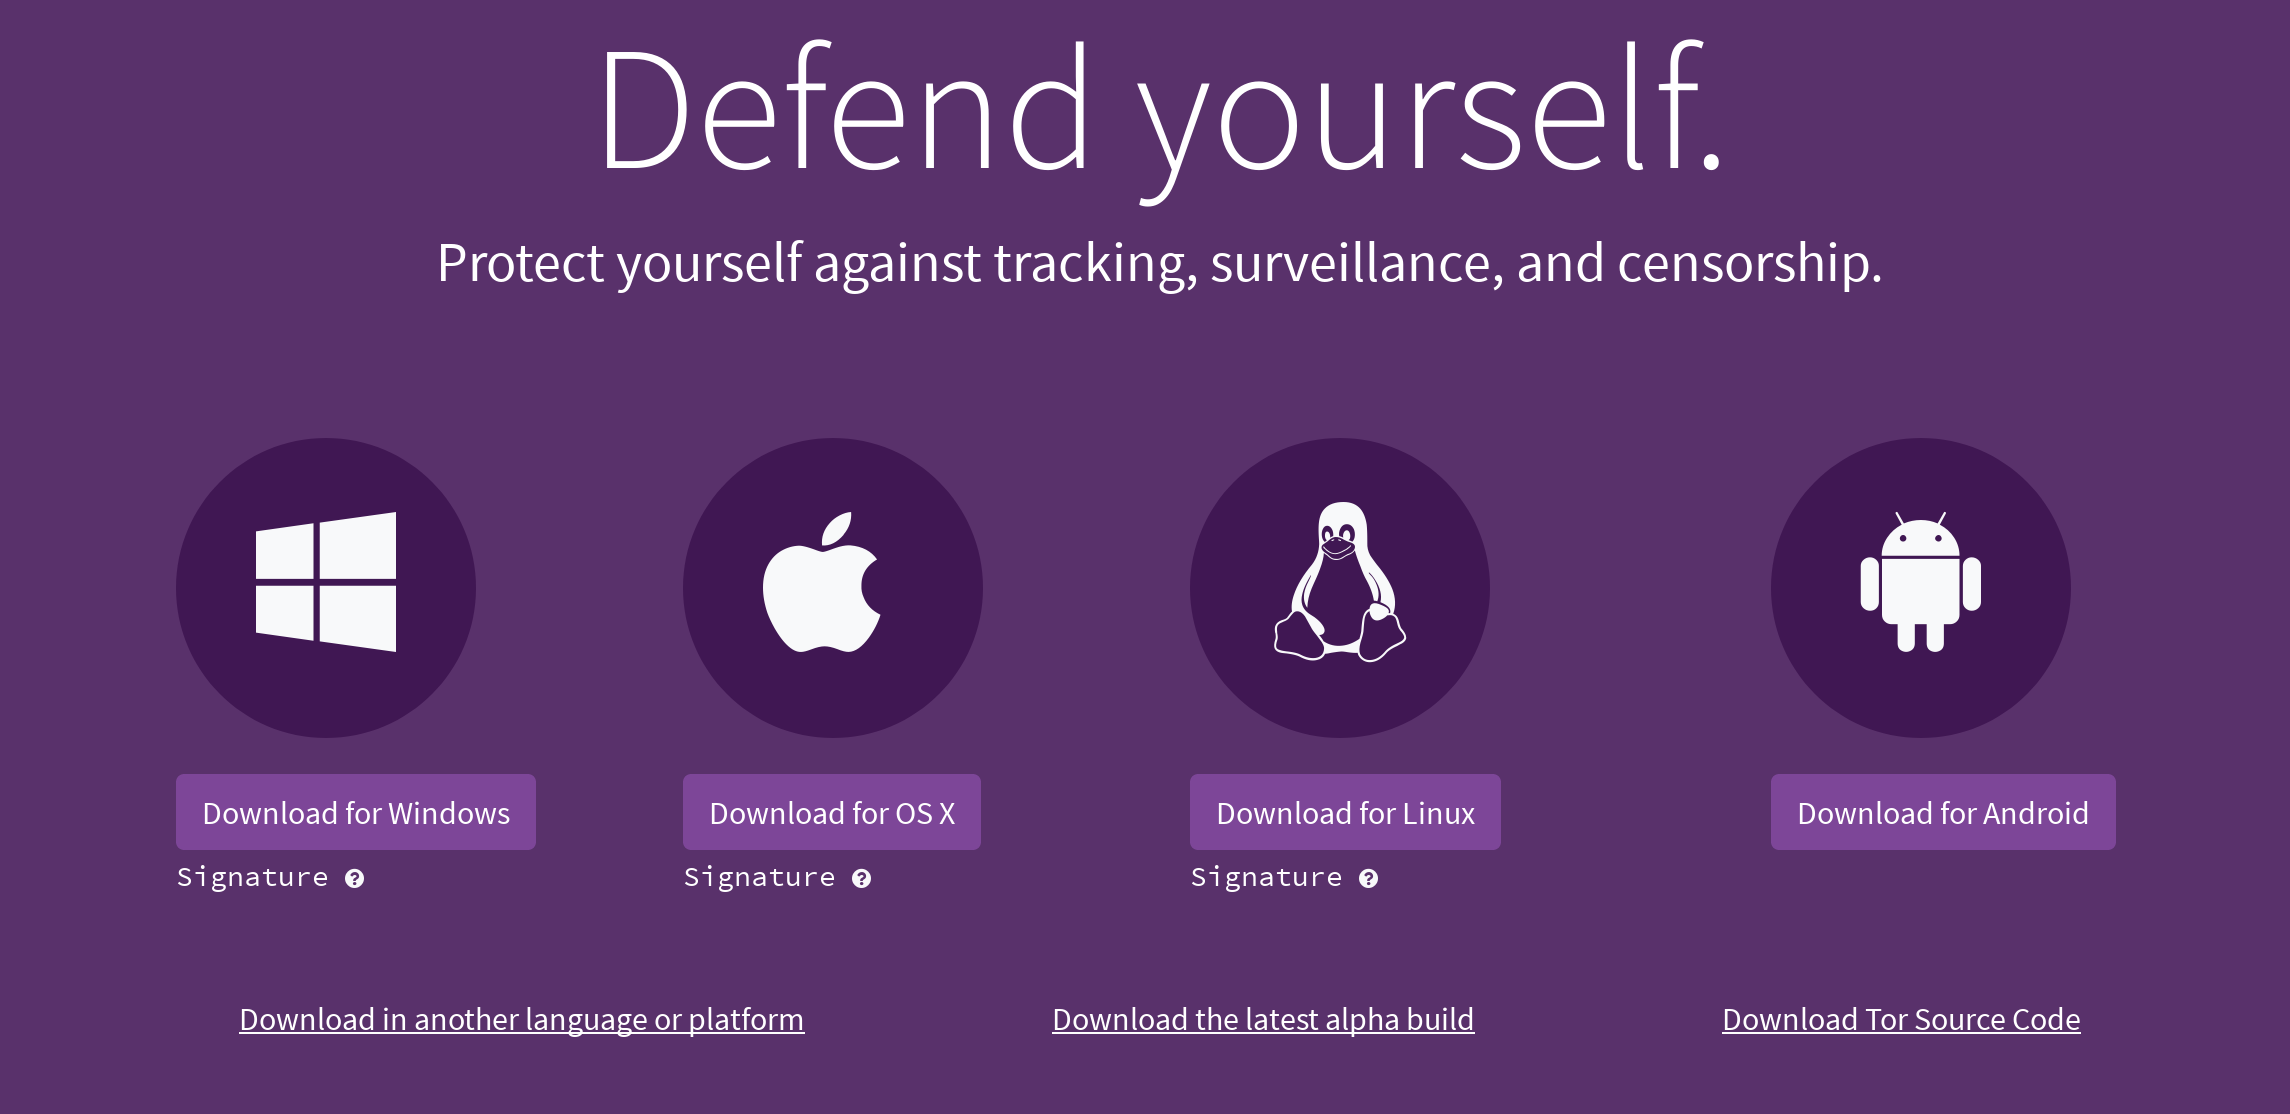 Defend yourself.
Protect yourself against tracking, surveillance, and censorship.
Download for Windows
Signature ?
Download for OS X
Signature ?
Download for Linux
Signature ?
Download for Android
Download in another language or platform
Download the latest alpha build
Download Tor Source Code